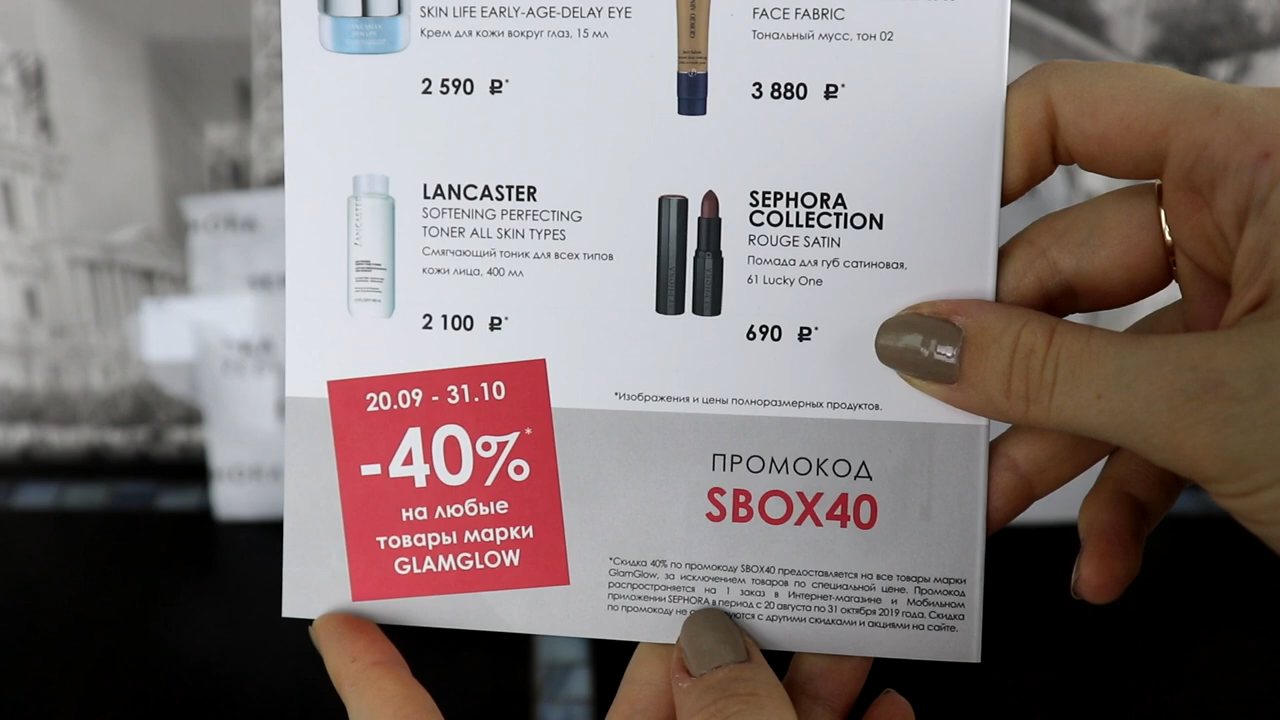 SKIN LIFE EARLY-AGE-DELAY EYE
Крем для кожи вокруг глаз, 15 мл
2 590 ₽*
FACE FABRIC
Тональный мусс, тон 02
3 880 ₽*
LANCASTER
SOFTENING PERFECTING
TONER ALL SKIN TYPES
Смягчающий тоник для всех типов
кожи лица, 400 мл
2 100 ₽*
SEPHORA
COLLECTION
ROUGE SATIN
Помада для губ сатиновая,
61 Lucky One
690 ₽*
*Изображения и цены полноразмерных продуктов.
20.09 - 31.10
-40%*
на любые
товары марки
GLAMGLOW
ПРОМОКОД
SBOX40
*Скидка 40% по промокоду SBOX40 предоставляется на все товары марки
GlamGlow, за исключением товаров по специальной цене. Промокод
распространяется на 1 заказ в Интернет-магазине и Мобильном
приложении SEPHORA в период с 20 августа по 31 октября 2019 года. Скидка
по промокоду не с другими скидками и акциями на сайте.